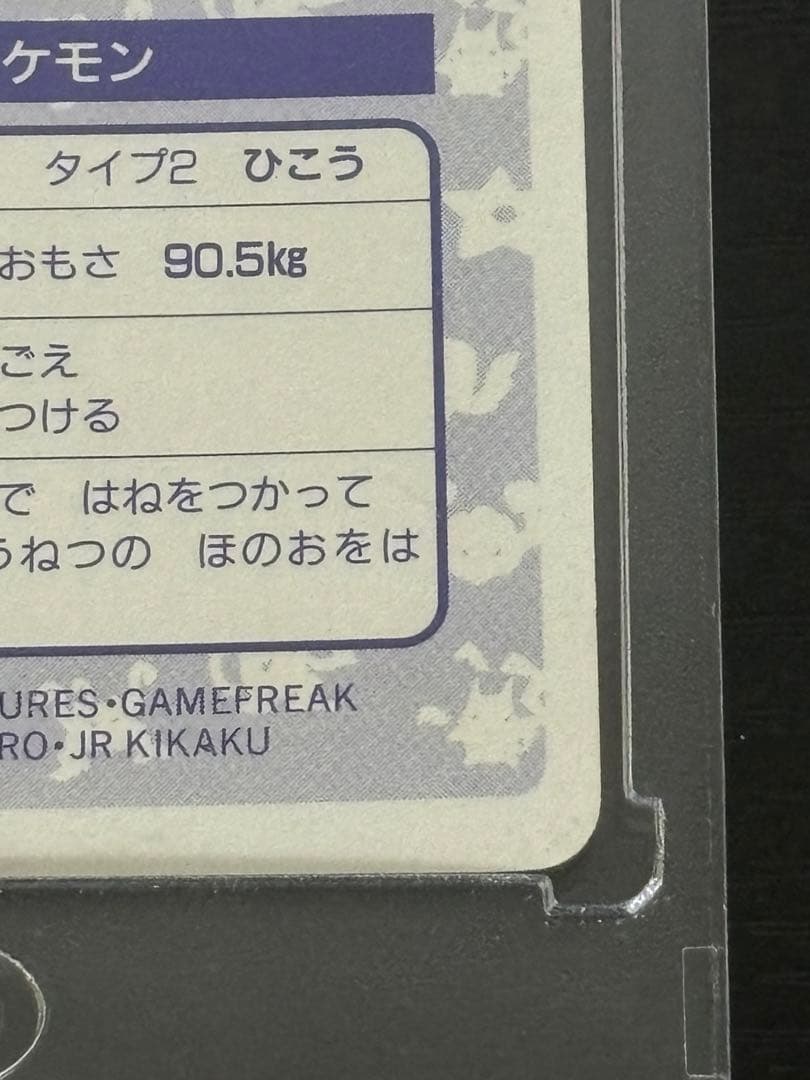 ケモン
タイプ2 ひこう
おもさ 90.5kg
ごえ
つける
で はねをつかって
うねつの ほのおをは
URES・GAMEFREAK
RO・JR KIKAKU